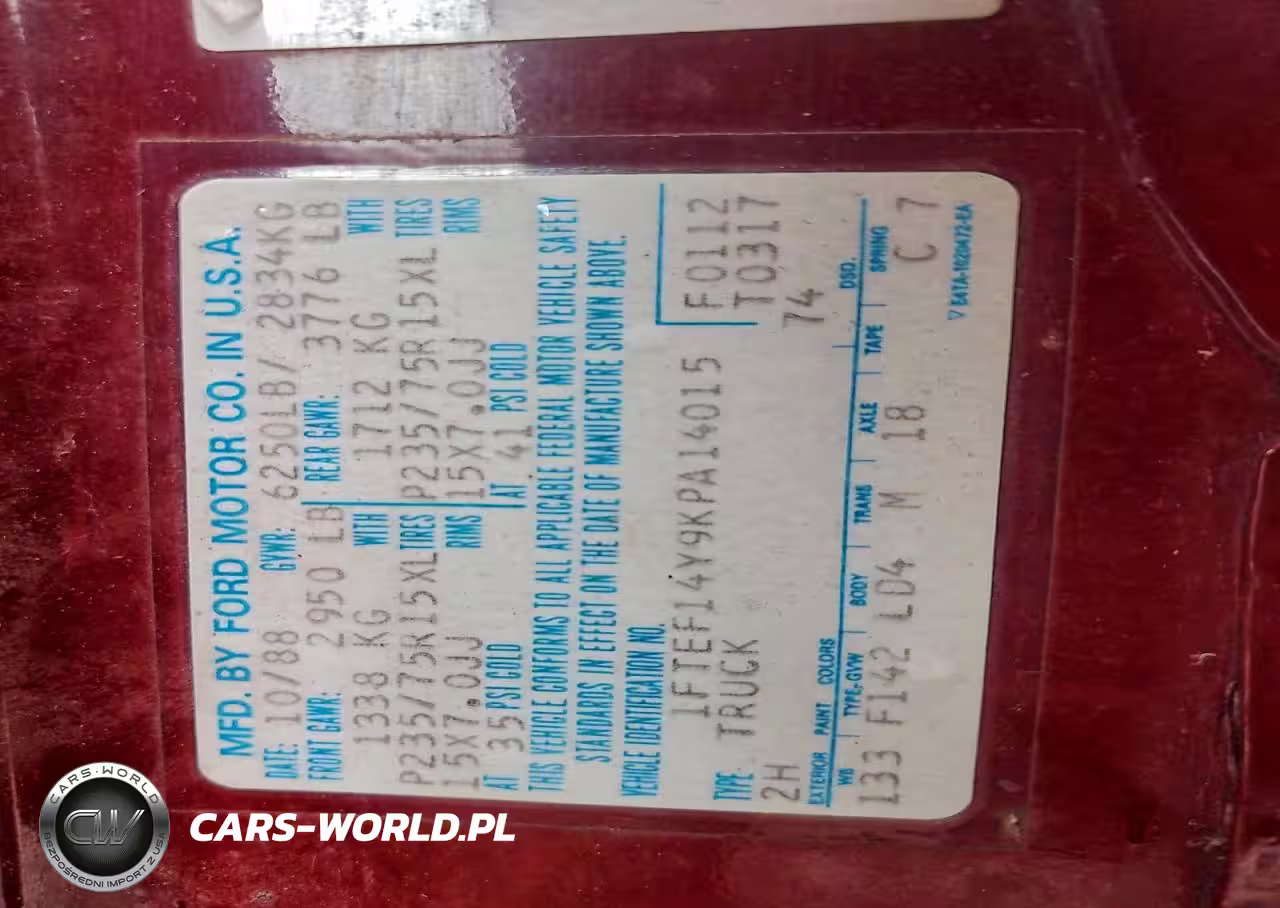 MFD. BY FORD MOTOR CO. IN U.S.A.
DATE: 10/88 GVWR: 6250LB/ 2834KG
FRONT GAWR: 2950 LB REAR GAWR: 3776 LB
1338 KG WITH 1712 KG WITH
P235/75R15XL TIRES P235/75R15XL TIRES
15X7.0JJ RIMS 15X7.0JJ RIMS
AT 35 PSI COLD AT 41 PSI COLD
THIS VEHICLE CONFORMS TO ALL APPLICABLE FEDERAL MOTOR VEHICLE SAFETY
STANDARDS IN EFFECT ON THE DATE OF MANUFACTURE SHOWN ABOVE.
VEHICLE IDENTIFICATION NO.
1FTEF14Y9KPA14015 F0112
TYPE TRUCK T0317
2H 74
EXTERIOR PAINT COLORS DSO.
WB TYPE-GVW BODY TRANS AXLE TAPE SPRING
133 F142 LD4 M 18 C 7
CARS-WORLD
CW
BEZPOŚREDNI IMPORT Z USA
CARS-WORLD.PL